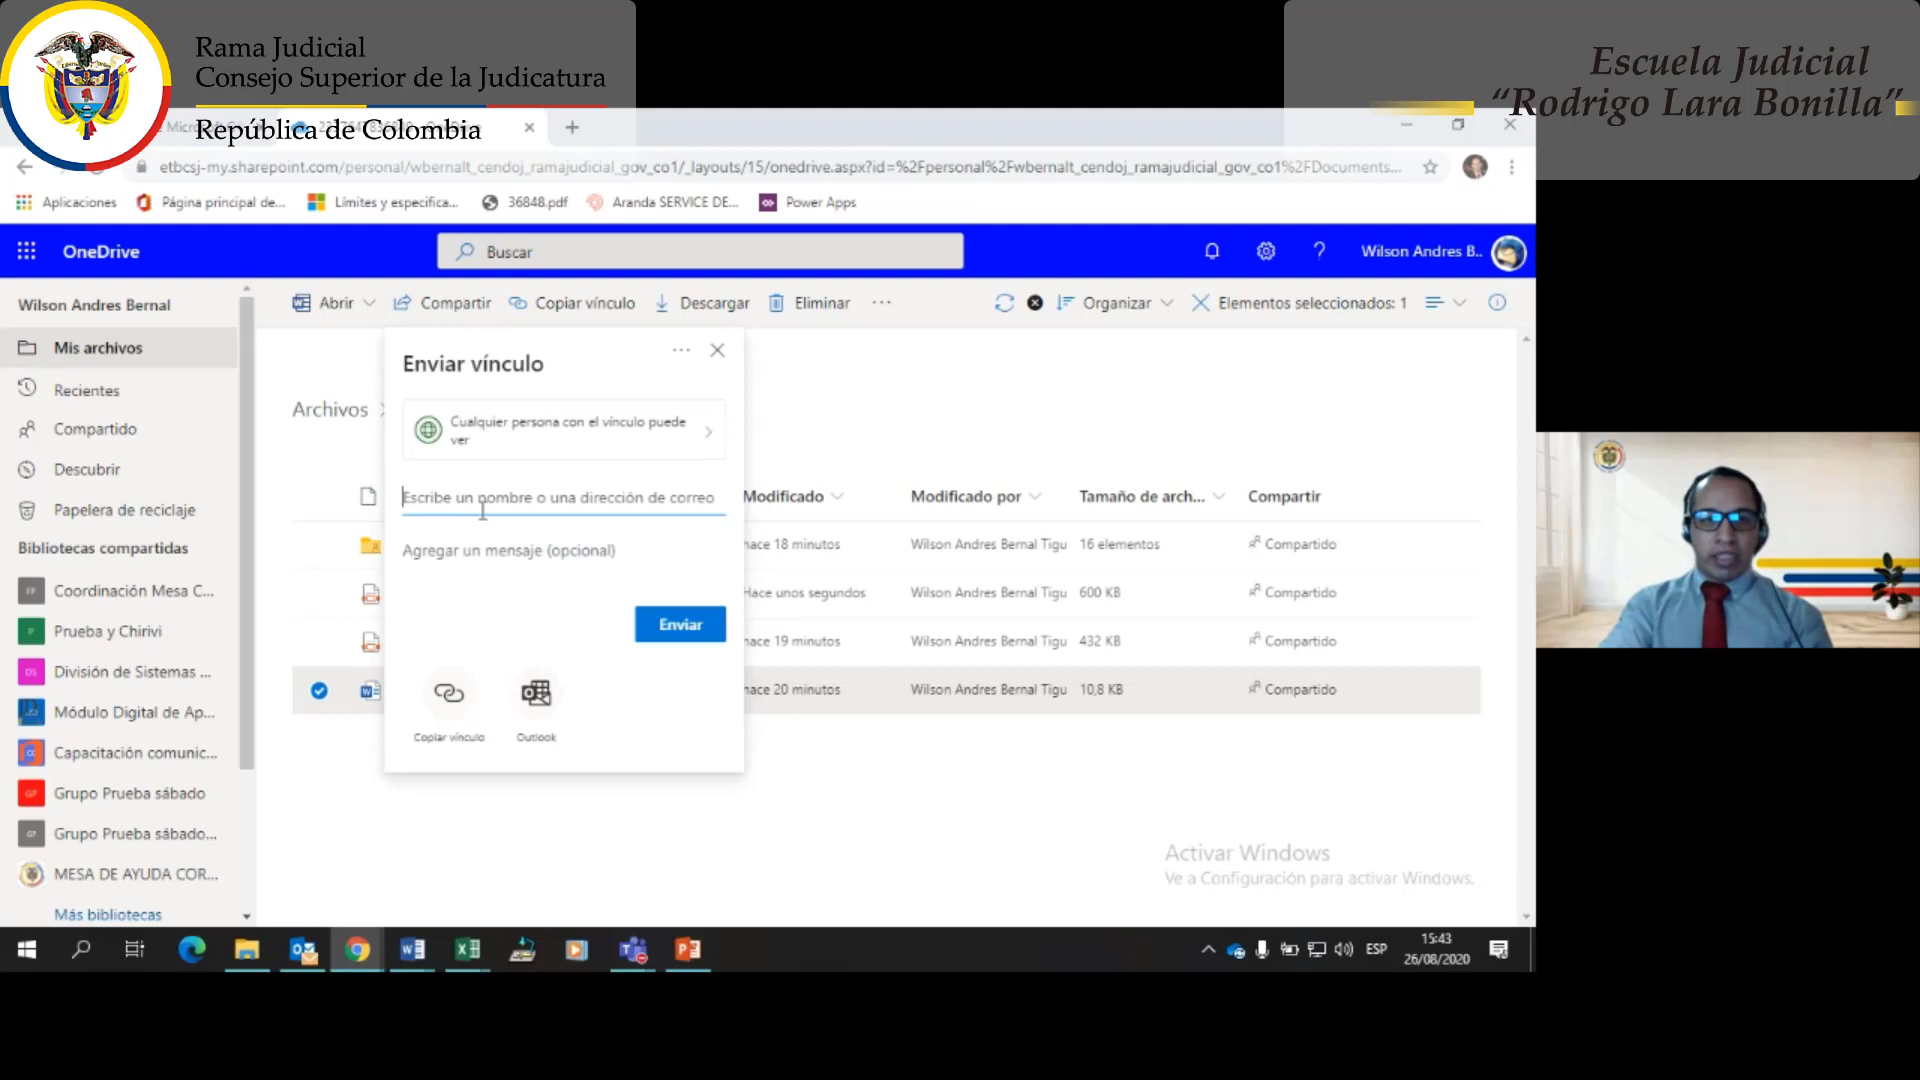 Rama Judicial
Consejo Superior de la Judicatura
República de Colombia
Escuela Judicial
“Rodrigo Lara Bonilla”
etbcsj-my.sharepoint.com/personal/wbernalt_cendoj_ramajudicial_gov_co1/_layouts/15/onedrive.aspx?id=%2Fpersonal%2Fwbernalt_cendoj_ramajudicial_gov_co1%2FDocuments...
Aplicaciones
Página principal de...
Límites y especifica...
36848.pdf
Aranda SERVICE DE...
Power Apps
OneDrive
Buscar
Wilson Andres B..
Wilson Andres Bernal
Abrir
Compartir
Copiar vínculo
Descargar
Eliminar
Organizar
Elementos seleccionados: 1
Mis archivos
Recientes
Compartido
Descubrir
Papelera de reciclaje
Bibliotecas compartidas
Coordinación Mesa C...
Prueba y Chirivi
División de Sistemas ...
Módulo Digital de Ap...
Capacitación comunic...
Grupo Prueba sábado
Grupo Prueba sábado...
MESA DE AYUDA COR...
Más bibliotecas
Archivos
Enviar vínculo
Cualquier persona con el vínculo puede
ver
Escribe un nombre o una dirección de correo
Agregar un mensaje (opcional)
Enviar
Copiar vínculo
Outlook
Modificado
Modificado por
Tamaño de arch...
Compartir
hace 18 minutos
Wilson Andres Bernal Tigu
16 elementos
Compartido
Hace unos segundos
Wilson Andres Bernal Tigu
600 KB
Compartido
hace 19 minutos
Wilson Andres Bernal Tigu
432 KB
Compartido
hace 20 minutos
Wilson Andres Bernal Tigu
10,8 KB
Compartido
Activar Windows
Ve a Configuración para activar Windows.
ESP
15:43
26/08/2020